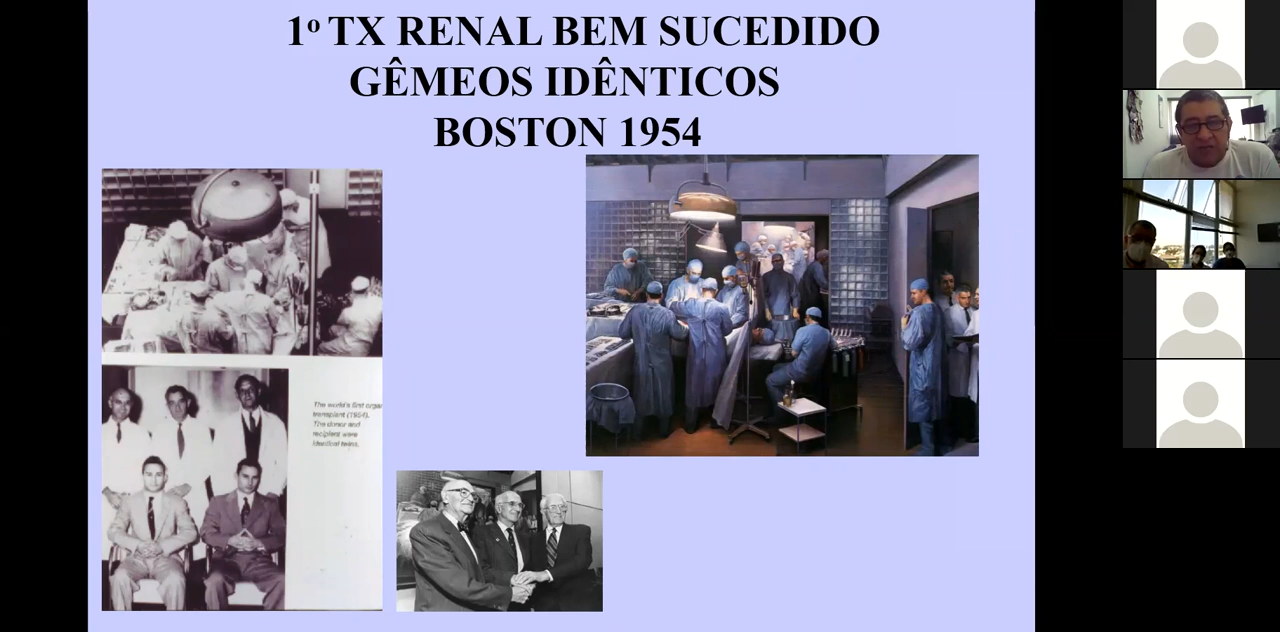 1º TX RENAL BEM SUCEDIDO
GÊMEOS IDÊNTICOS
BOSTON 1954
The world's first organ
transplant (1954).
The donor and
recipient were
identical twins.